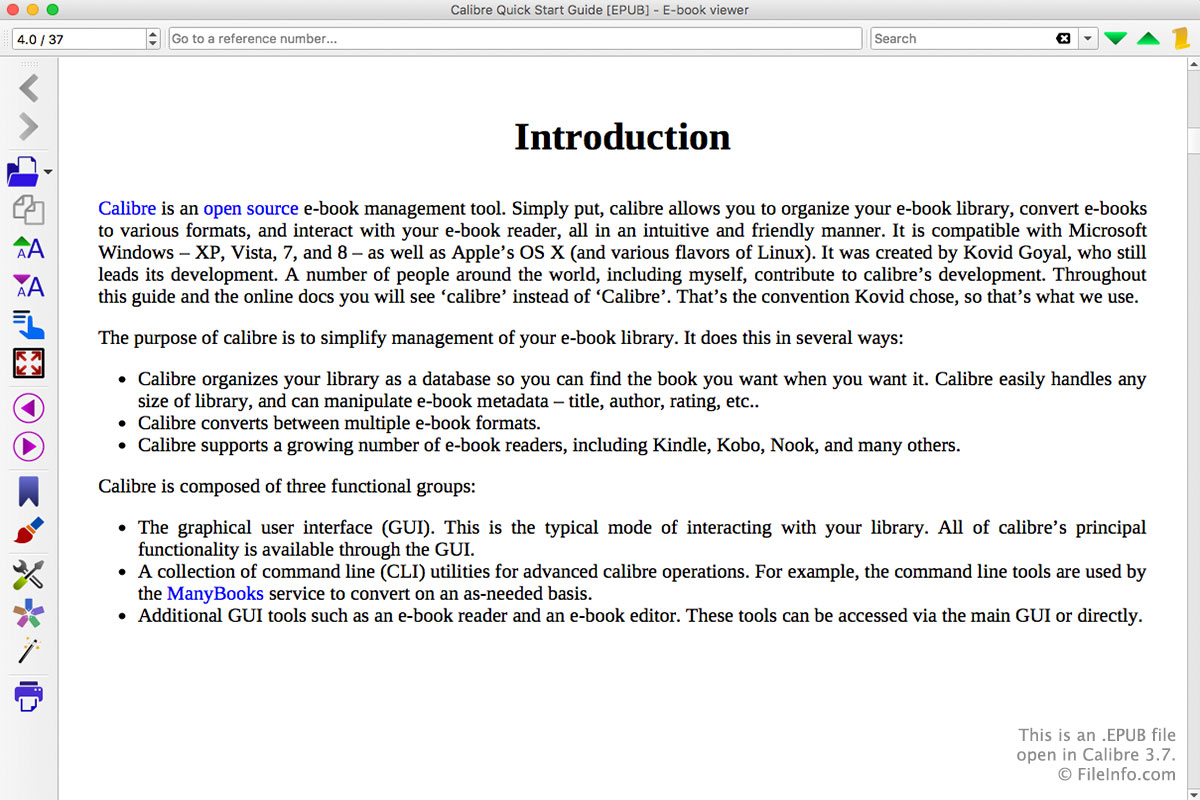 Calibre Quick Start Guide [EPUB] - E-book viewer
4.0 / 37
Go to a reference number...
Search
Introduction
Calibre is an open source e-book management tool. Simply put, calibre allows you to organize your e-book library, convert e-books
to various formats, and interact with your e-book reader, all in an intuitive and friendly manner. It is compatible with Microsoft
Windows – XP, Vista, 7, and 8 – as well as Apple’s OS X (and various flavors of Linux). It was created by Kovid Goyal, who still
leads its development. A number of people around the world, including myself, contribute to calibre’s development. Throughout
this guide and the online docs you will see ‘calibre’ instead of ‘Calibre’. That’s the convention Kovid chose, so that’s what we use.
The purpose of calibre is to simplify management of your e-book library. It does this in several ways:
• Calibre organizes your library as a database so you can find the book you want when you want it. Calibre easily handles any
size of library, and can manipulate e-book metadata – title, author, rating, etc..
• Calibre converts between multiple e-book formats.
• Calibre supports a growing number of e-book readers, including Kindle, Kobo, Nook, and many others.
Calibre is composed of three functional groups:
• The graphical user interface (GUI). This is the typical mode of interacting with your library. All of calibre’s principal
functionality is available through the GUI.
• A collection of command line (CLI) utilities for advanced calibre operations. For example, the command line tools are used by
the ManyBooks service to convert on an as-needed basis.
• Additional GUI tools such as an e-book reader and an e-book editor. These tools can be accessed via the main GUI or directly.
This is an .EPUB file
open in Calibre 3.7.
© FileInfo.com